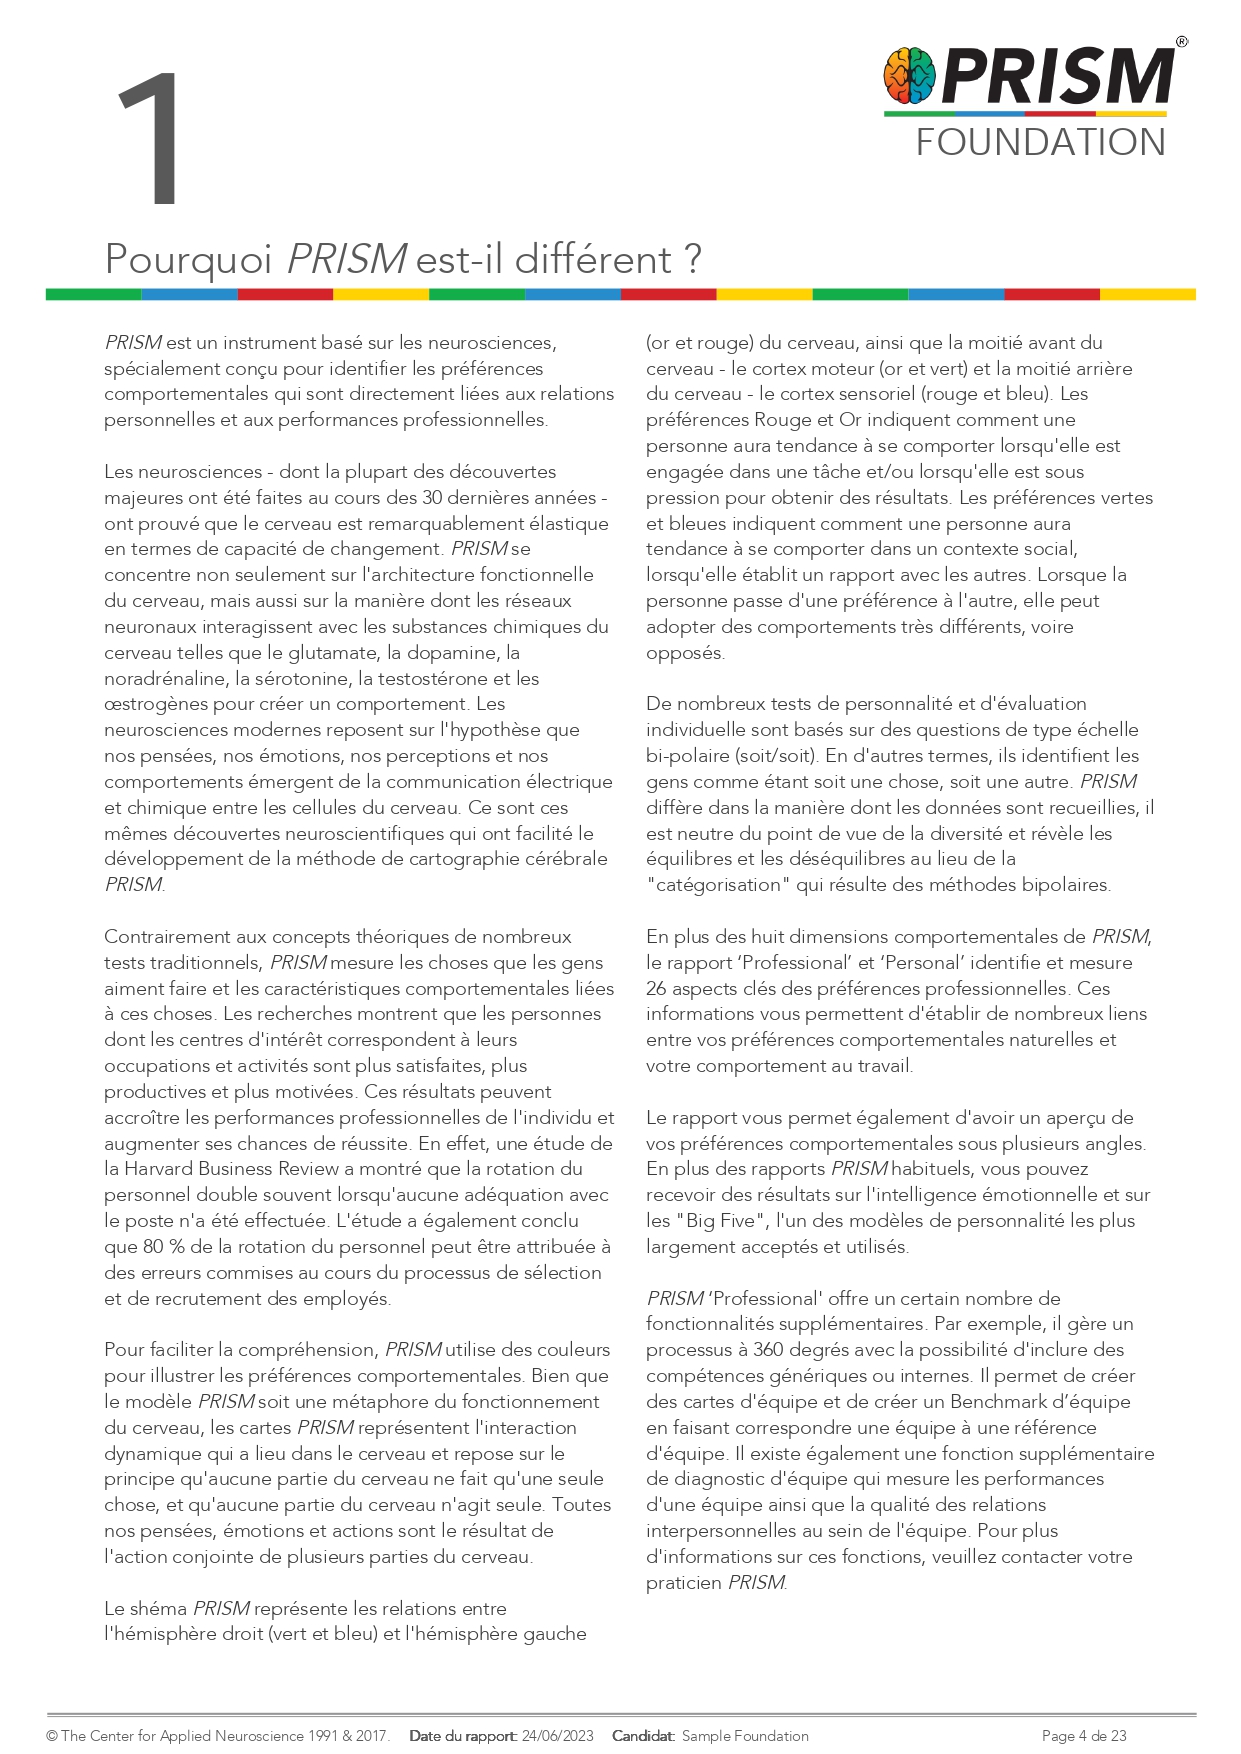 1
PRISM®
FOUNDATION
Pourquoi PRISM est-il différent ?
PRISM est un instrument basé sur les neurosciences,
spécialement conçu pour identifier les préférences
comportementales qui sont directement liées aux relations
personnelles et aux performances professionnelles.
Les neurosciences - dont la plupart des découvertes
majeures ont été faites au cours des 30 dernières années -
ont prouvé que le cerveau est remarquablement élastique
en termes de capacité de changement. PRISM se
concentre non seulement sur l'architecture fonctionnelle
du cerveau, mais aussi sur la manière dont les réseaux
neuronaux interagissent avec les substances chimiques du
cerveau telles que le glutamate, la dopamine, la
noradrénaline, la sérotonine, la testostérone et les
œstrogènes pour créer un comportement. Les
neurosciences modernes reposent sur l'hypothèse que
nos pensées, nos émotions, nos perceptions et nos
comportements émergent de la communication électrique
et chimique entre les cellules du cerveau. Ce sont ces
mêmes découvertes neuroscientifiques qui ont facilité le
développement de la méthode de cartographie cérébrale
PRISM.
Contrairement aux concepts théoriques de nombreux
tests traditionnels, PRISM mesure les choses que les gens
aiment faire et les caractéristiques comportementales liées
à ces choses. Les recherches montrent que les personnes
dont les centres d'intérêt correspondent à leurs
occupations et activités sont plus satisfaites, plus
productives et plus motivées. Ces résultats peuvent
accroître les performances professionnelles de l'individu et
augmenter ses chances de réussite. En effet, une étude de
la Harvard Business Review a montré que la rotation du
personnel double souvent lorsqu'aucune adéquation avec
le poste n'a été effectuée. L'étude a également conclu
que 80 % de la rotation du personnel peut être attribuée à
des erreurs commises au cours du processus de sélection
et de recrutement des employés.
Pour faciliter la compréhension, PRISM utilise des couleurs
pour illustrer les préférences comportementales. Bien que
le modèle PRISM soit une métaphore du fonctionnement
du cerveau, les cartes PRISM représentent l'interaction
dynamique qui a lieu dans le cerveau et repose sur le
principe qu'aucune partie du cerveau ne fait qu'une seule
chose, et qu'aucune partie du cerveau n'agit seule. Toutes
nos pensées, émotions et actions sont le résultat de
l'action conjointe de plusieurs parties du cerveau.
Le shéma PRISM représente les relations entre
l'hémisphère droit (vert et bleu) et l'hémisphère gauche
(or et rouge) du cerveau, ainsi que la moitié avant du
cerveau - le cortex moteur (or et vert) et la moitié arrière
du cerveau - le cortex sensoriel (rouge et bleu). Les
préférences Rouge et Or indiquent comment une
personne aura tendance à se comporter lorsqu'elle est
engagée dans une tâche et/ou lorsqu'elle est sous
pression pour obtenir des résultats. Les préférences vertes
et bleues indiquent comment une personne aura
tendance à se comporter dans un contexte social,
lorsqu'elle établit un rapport avec les autres. Lorsque la
personne passe d'une préférence à l'autre, elle peut
adopter des comportements très différents, voire
opposés.
De nombreux tests de personnalité et d'évaluation
individuelle sont basés sur des questions de type échelle
bi-polaire (soit/soit). En d'autres termes, ils identifient les
gens comme étant soit une chose, soit une autre. PRISM
diffère dans la manière dont les données sont recueillies, il
est neutre du point de vue de la diversité et révèle les
équilibres et les déséquilibres au lieu de la
"catégorisation" qui résulte des méthodes bipolaires.
En plus des huit dimensions comportementales de PRISM,
le rapport ‘Professional’ et ‘Personal’ identifie et mesure
26 aspects clés des préférences professionnelles. Ces
informations vous permettent d'établir de nombreux liens
entre vos préférences comportementales naturelles et
votre comportement au travail.
Le rapport vous permet également d'avoir un aperçu de
vos préférences comportementales sous plusieurs angles.
En plus des rapports PRISM habituels, vous pouvez
recevoir des résultats sur l'intelligence émotionnelle et sur
les "Big Five", l'un des modèles de personnalité les plus
largement acceptés et utilisés.
PRISM ‘Professional' offre un certain nombre de
fonctionnalités supplémentaires. Par exemple, il gère un
processus à 360 degrés avec la possibilité d'inclure des
compétences génériques ou internes. Il permet de créer
des cartes d'équipe et de créer un Benchmark d’équipe
en faisant correspondre une équipe à une référence
d'équipe. Il existe également une fonction supplémentaire
de diagnostic d'équipe qui mesure les performances
d'une équipe ainsi que la qualité des relations
interpersonnelles au sein de l'équipe. Pour plus
d'informations sur ces fonctions, veuillez contacter votre
praticien PRISM.
© The Center for Applied Neuroscience 1991 & 2017. Date du rapport: 24/06/2023 Candidat: Sample Foundation Page 4 de 23